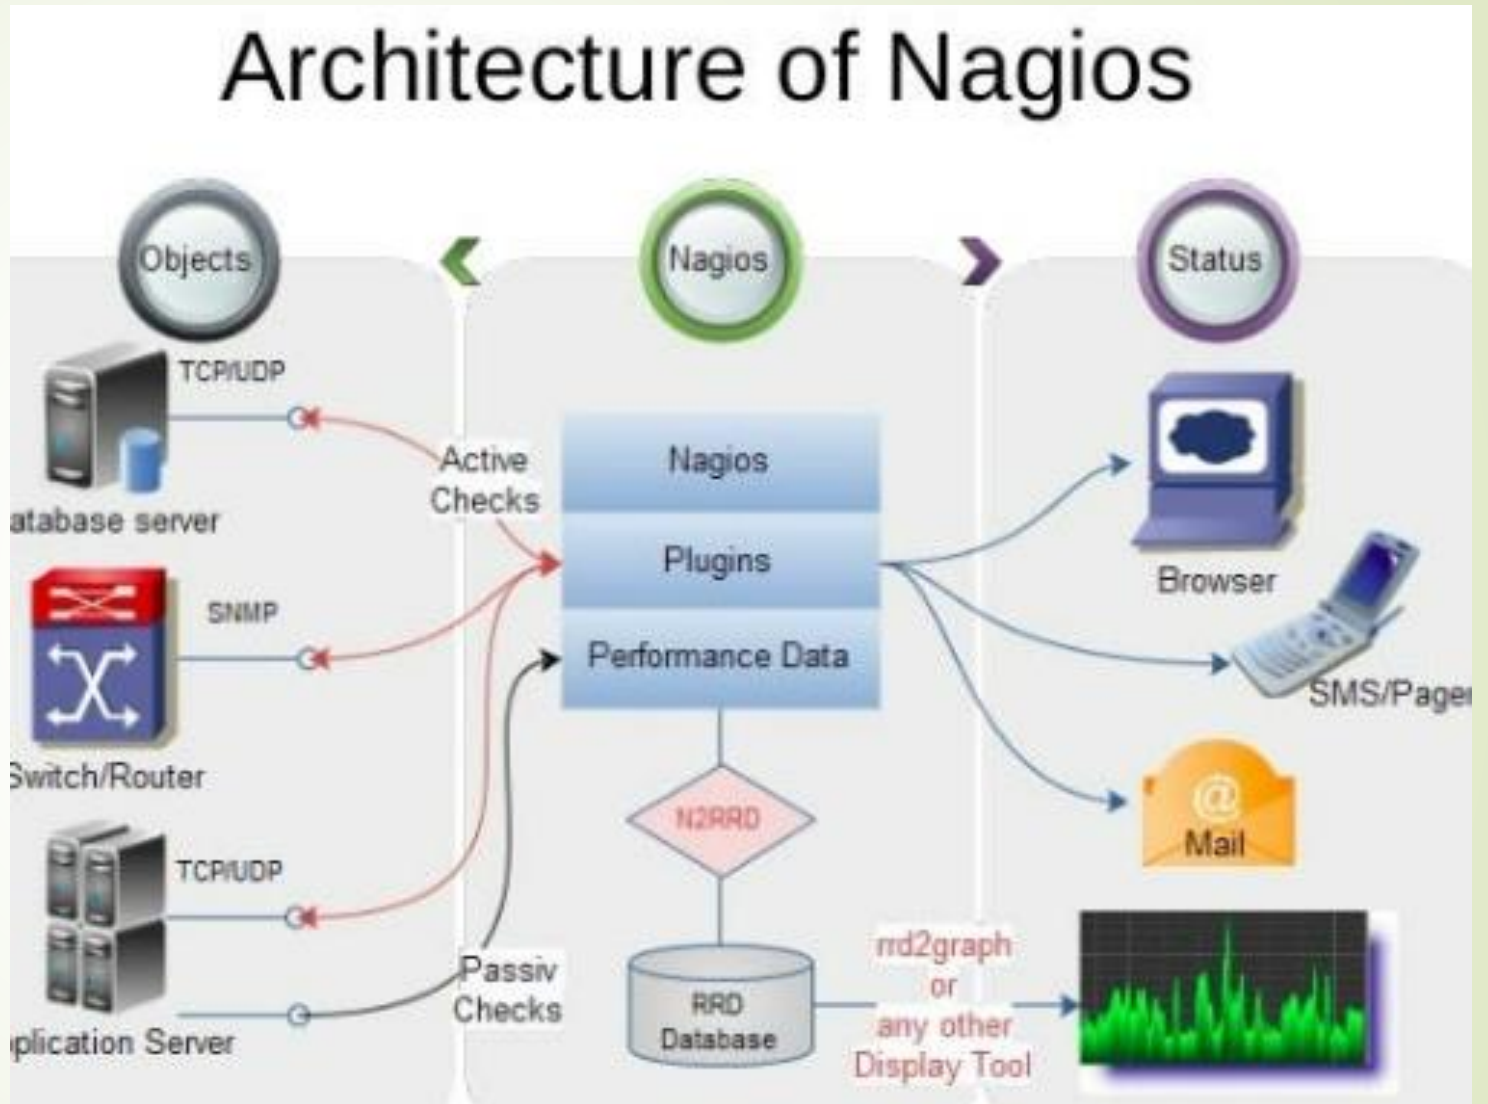 Architecture of Nagios
Objects
Nagios
Status
TCP/UDP
atabase server
SNMP
Switch/Router
TCP/UDP
pplication Server
Active
Checks
Passiv
Checks
Nagios
Plugins
Performance Data
N2RRD
RRD
Database
rrd2graph
or
any other
Display Tool
Browser
SMS/Pager
@
Mail